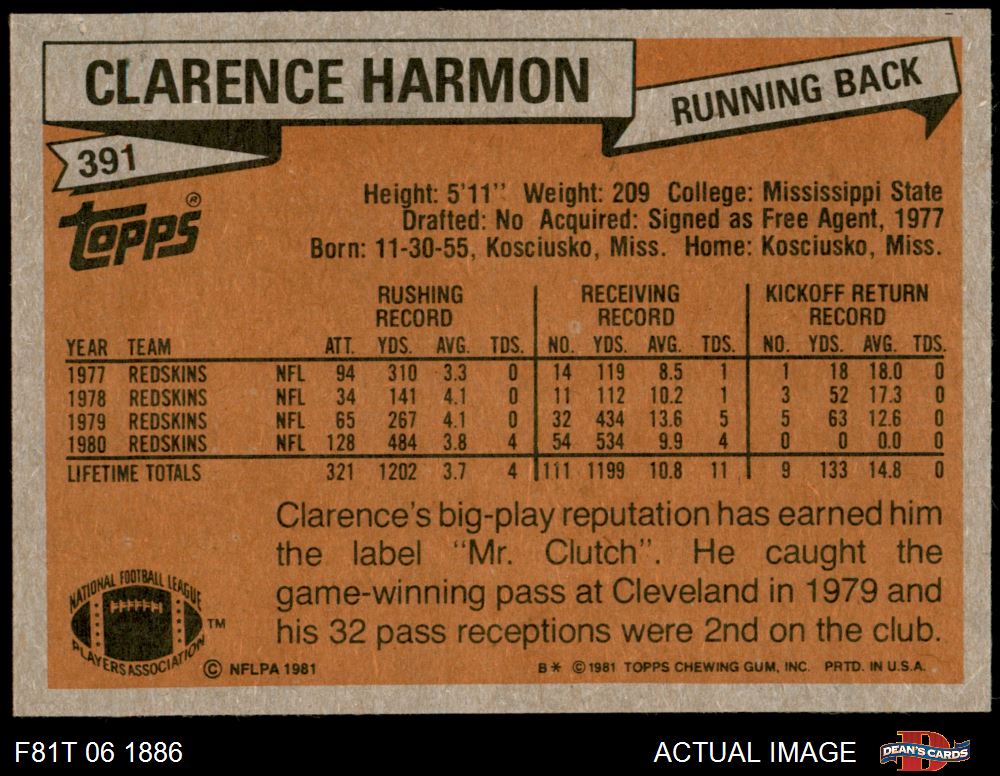 CLARENCE HARMON
RUNNING BACK
391
TOPPS ®
Height: 5'11" Weight: 209 College: Mississippi State
Drafted: No Acquired: Signed as Free Agent, 1977
Born: 11-30-55, Kosciusko, Miss. Home: Kosciusko, Miss.
RUSHING RECORD RECEIVING RECORD KICKOFF RETURN RECORD
YEAR TEAM ATT. YDS. AVG. TDS. NO. YDS. AVG. TDS. NO. YDS. AVG. TDS.
1977 REDSKINS NFL 94 310 3.3 0 14 119 8.5 1 1 18 18.0 0
1978 REDSKINS NFL 34 141 4.1 0 11 112 10.2 1 3 52 17.3 0
1979 REDSKINS NFL 65 267 4.1 0 32 434 13.6 5 5 63 12.6 0
1980 REDSKINS NFL 128 484 3.8 4 54 534 9.9 4 0 0 0.0 0
LIFETIME TOTALS 321 1202 3.7 4 111 1199 10.8 11 9 133 14.8 0
Clarence's big-play reputation has earned him
the label "Mr. Clutch". He caught the
game-winning pass at Cleveland in 1979 and
his 32 pass receptions were 2nd on the club.
NATIONAL FOOTBALL LEAGUE
PLAYERS ASSOCIATION ™
© NFLPA 1981
B* © 1981 TOPPS CHEWING GUM, INC. PRTD. IN U.S.A.
F81T 06 1886
ACTUAL IMAGE
D
DEAN'S CARDS